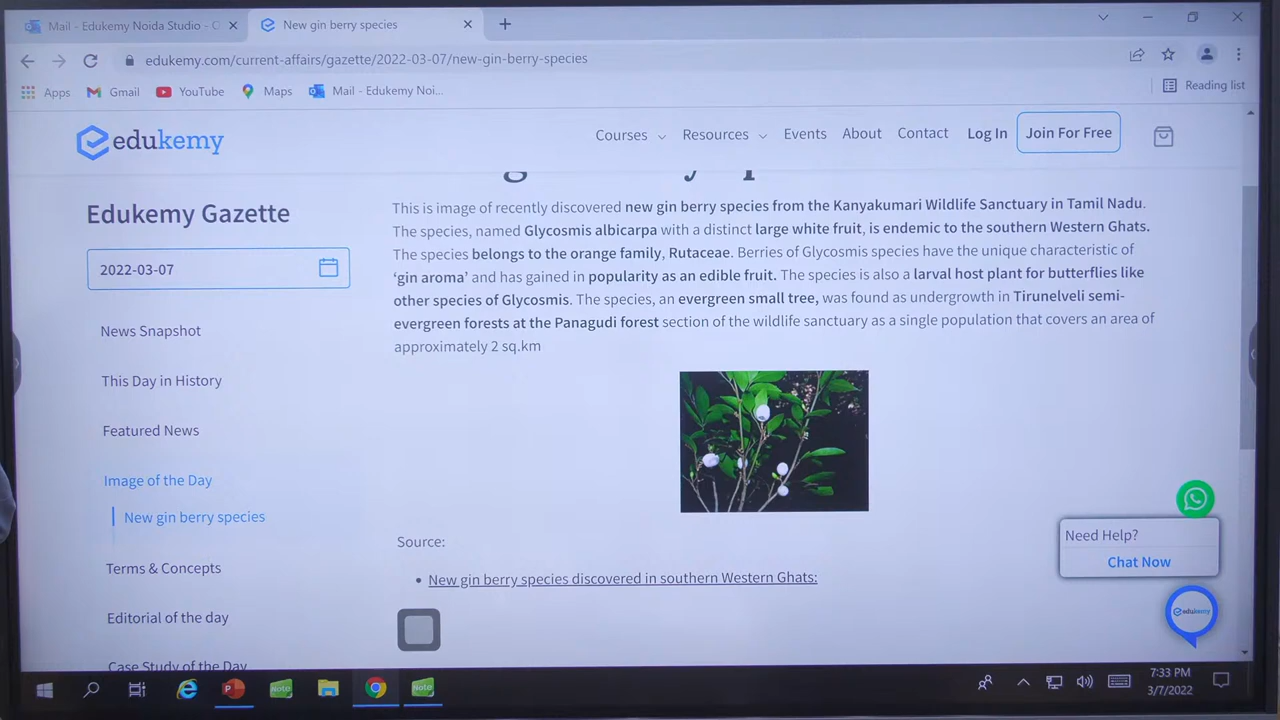 Mail - Edukemy Noida Studio - O
New gin berry species
edukemy.com/current-affairs/gazette/2022-03-07/new-gin-berry-species
Apps
Gmail
YouTube
Maps
Mail - Edukemy Noi...
Reading list
edukemy
Courses
Resources
Events
About
Contact
Log In
Join For Free
Edukemy Gazette
2022-03-07
News Snapshot
This Day in History
Featured News
Image of the Day
New gin berry species
Terms & Concepts
Editorial of the day
Case Study of the Day
This is image of recently discovered new gin berry species from the Kanyakumari Wildlife Sanctuary in Tamil Nadu.
The species, named Glycosmis albicarpa with a distinct large white fruit, is endemic to the southern Western Ghats.
The species belongs to the orange family, Rutaceae. Berries of Glycosmis species have the unique characteristic of
‘gin aroma’ and has gained in popularity as an edible fruit. The species is also a larval host plant for butterflies like
other species of Glycosmis. The species, an evergreen small tree, was found as undergrowth in Tirunelveli semi-
evergreen forests at the Panagudi forest section of the wildlife sanctuary as a single population that covers an area of
approximately 2 sq.km
Source:
• New gin berry species discovered in southern Western Ghats:
Need Help?
Chat Now
edukemy
note
note
7:33 PM
3/7/2022